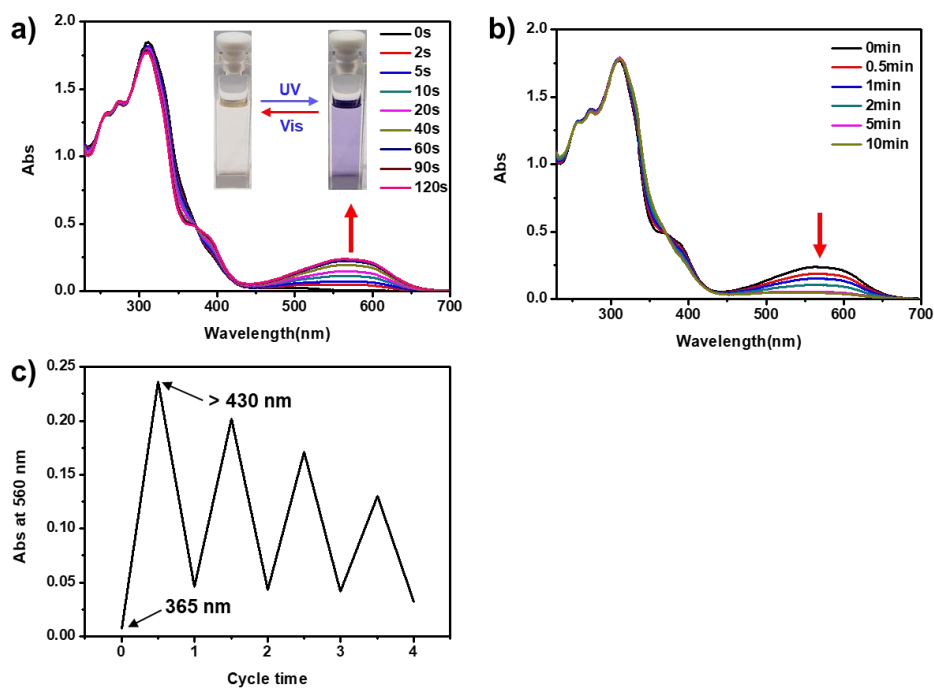 a)
2.0
1.5
1.0
0.5
0.0
Abs
300
400
500
600
700
Wavelength(nm)
UV
Vis
0s
2s
5s
10s
20s
40s
60s
90s
120s
b)
2.0
1.5
1.0
0.5
0.0
Abs
300
400
500
600
700
Wavelength(nm)
0min
0.5min
1min
2min
5min
10min
c)
0.25
0.20
0.15
0.10
0.05
0.00
Abs at 560 nm
> 430 nm
365 nm
0
1
2
3
4
Cycle time